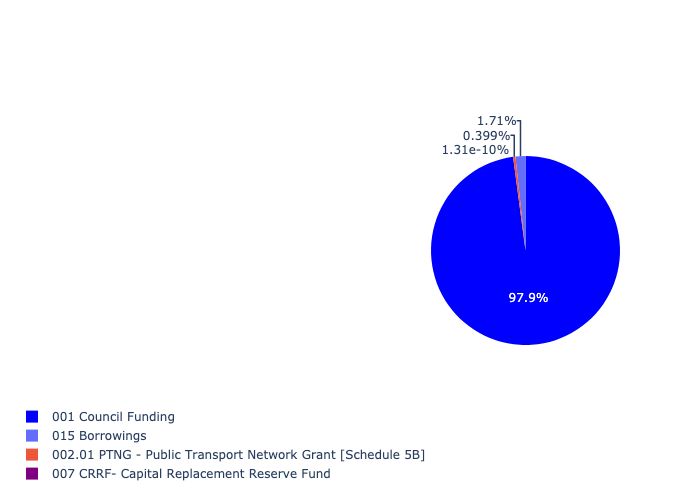 1.71%
0.399%
1.31e-10%
97.9%
001 Council Funding
015 Borrowings
002.01 PTNG - Public Transport Network Grant [Schedule 5B]
007 CRRF- Capital Replacement Reserve Fund